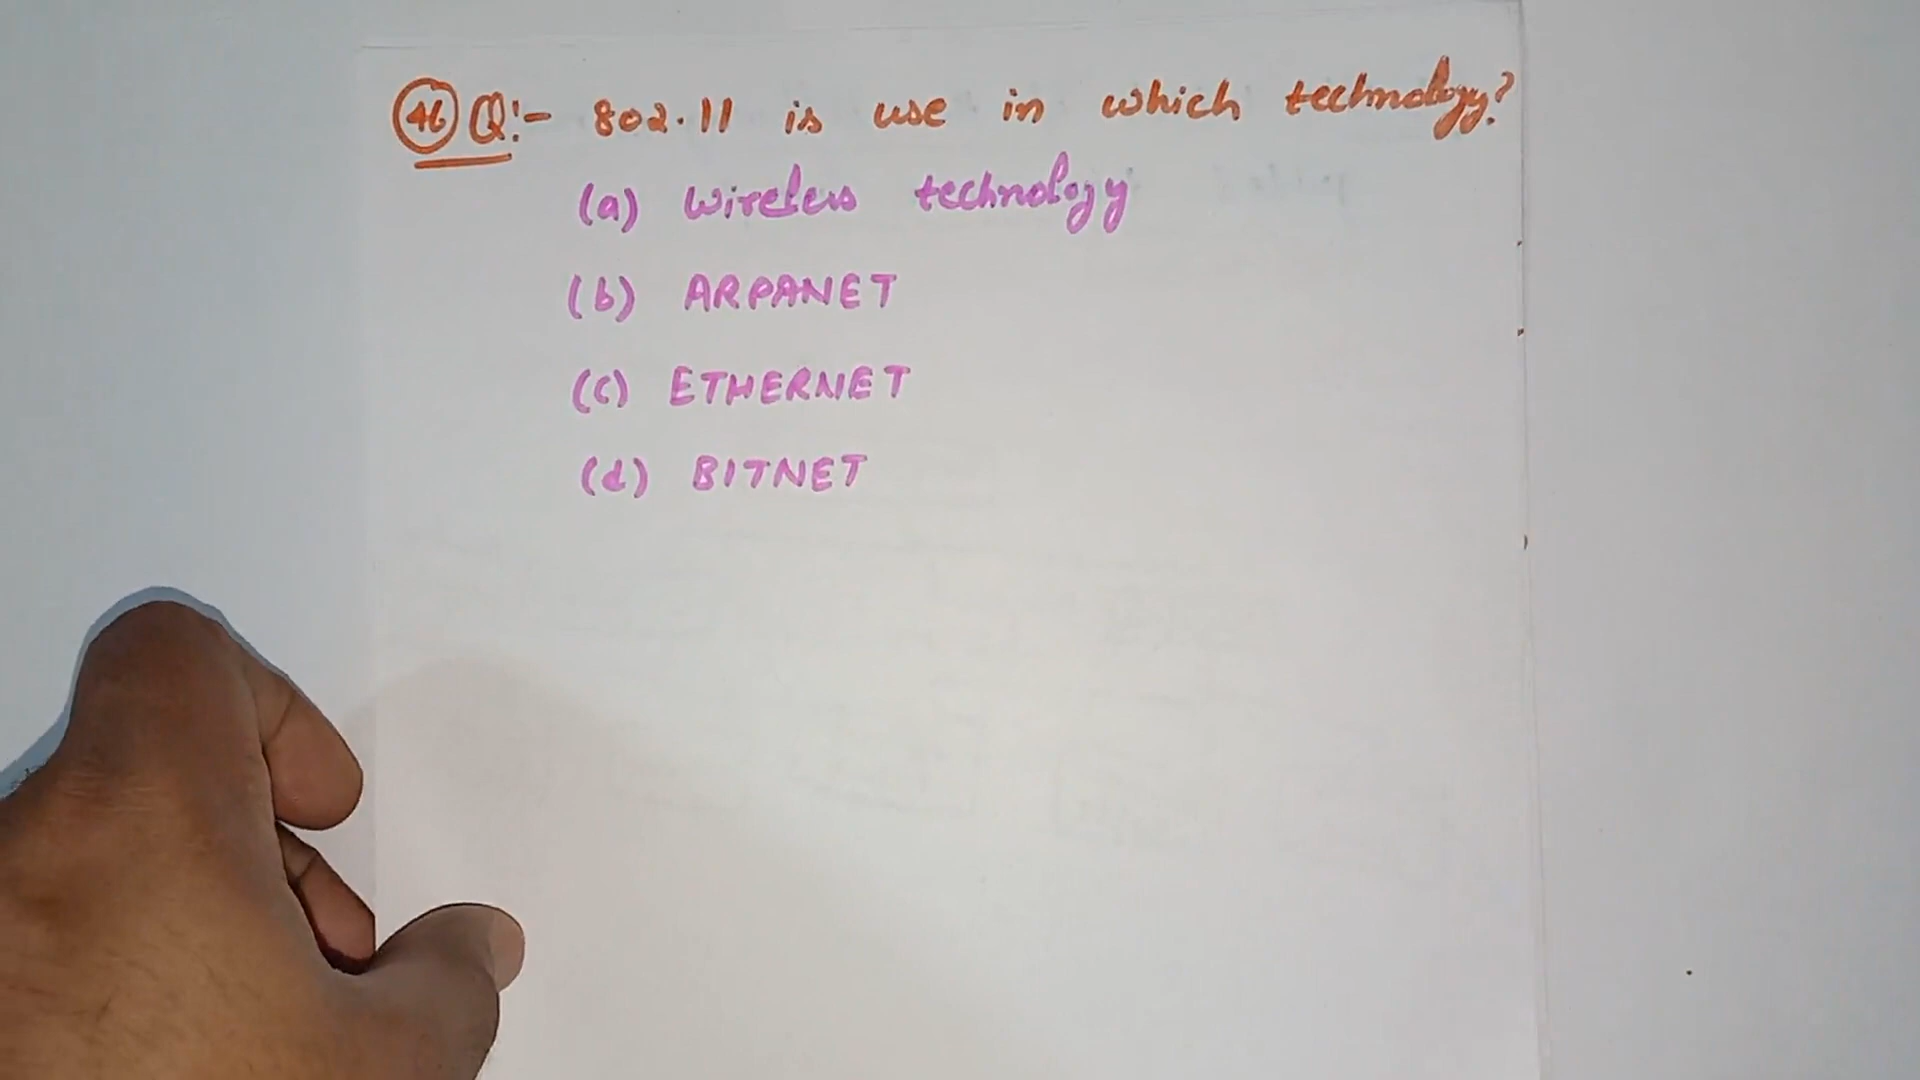 46 Q:- 802.11 is use in which technology?
(a) wireless technology
(b) ARPANET
(c) ETHERNET
(d) BITNET